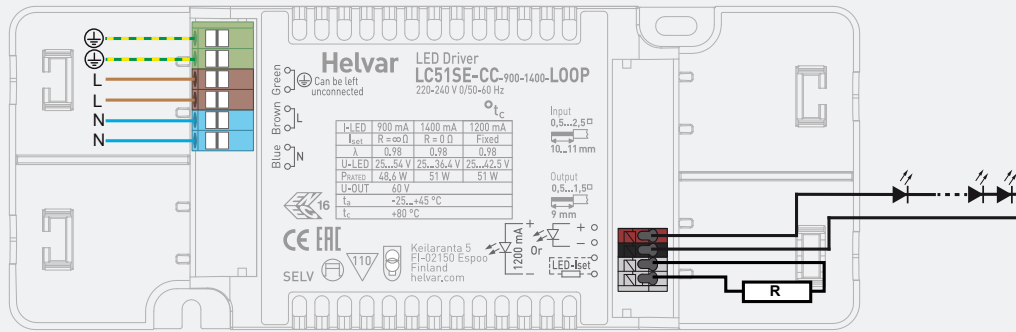 L
L
N
N
Green
Brown
Blue
Can be left
unconnected
L
N
Helvar
LED Driver
LC51SE-CC-900-1400-LOOP
220-240 V 0/50-60 Hz
tc
I-LED 900 mA 1400 mA 1200 mA
Iset R = ∞ Ω R = 0 Ω Fixed
λ 0.98 0.98 0.98
U-LED 25...54 V 25...36.4 V 25...42.5 V
PRATED 48.6 W 51 W 51 W
U-OUT 60 V
ta -25...+45 °C
tc +80 °C
Input
0,5...2,5
10...11 mm
Output
0,5...1,5
9 mm
16
CE EAC
SELV
110
Keilaranta 5
FI-02150 Espoo
Finland
helvar.com
1200 mA
+
Or
+
–
LED-Iset
R